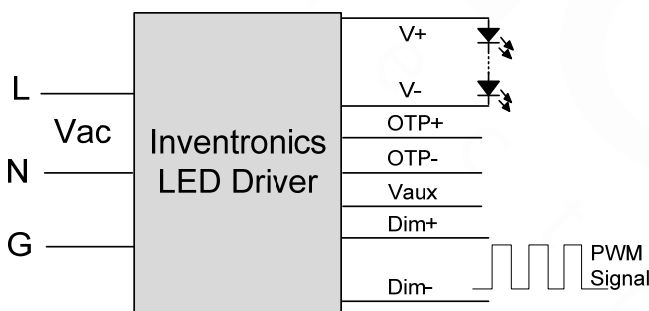 L
Vac
N
G
Inventronics
LED Driver
V+
V-
OTP+
OTP-
Vaux
Dim+
Dim-
PWM
Signal